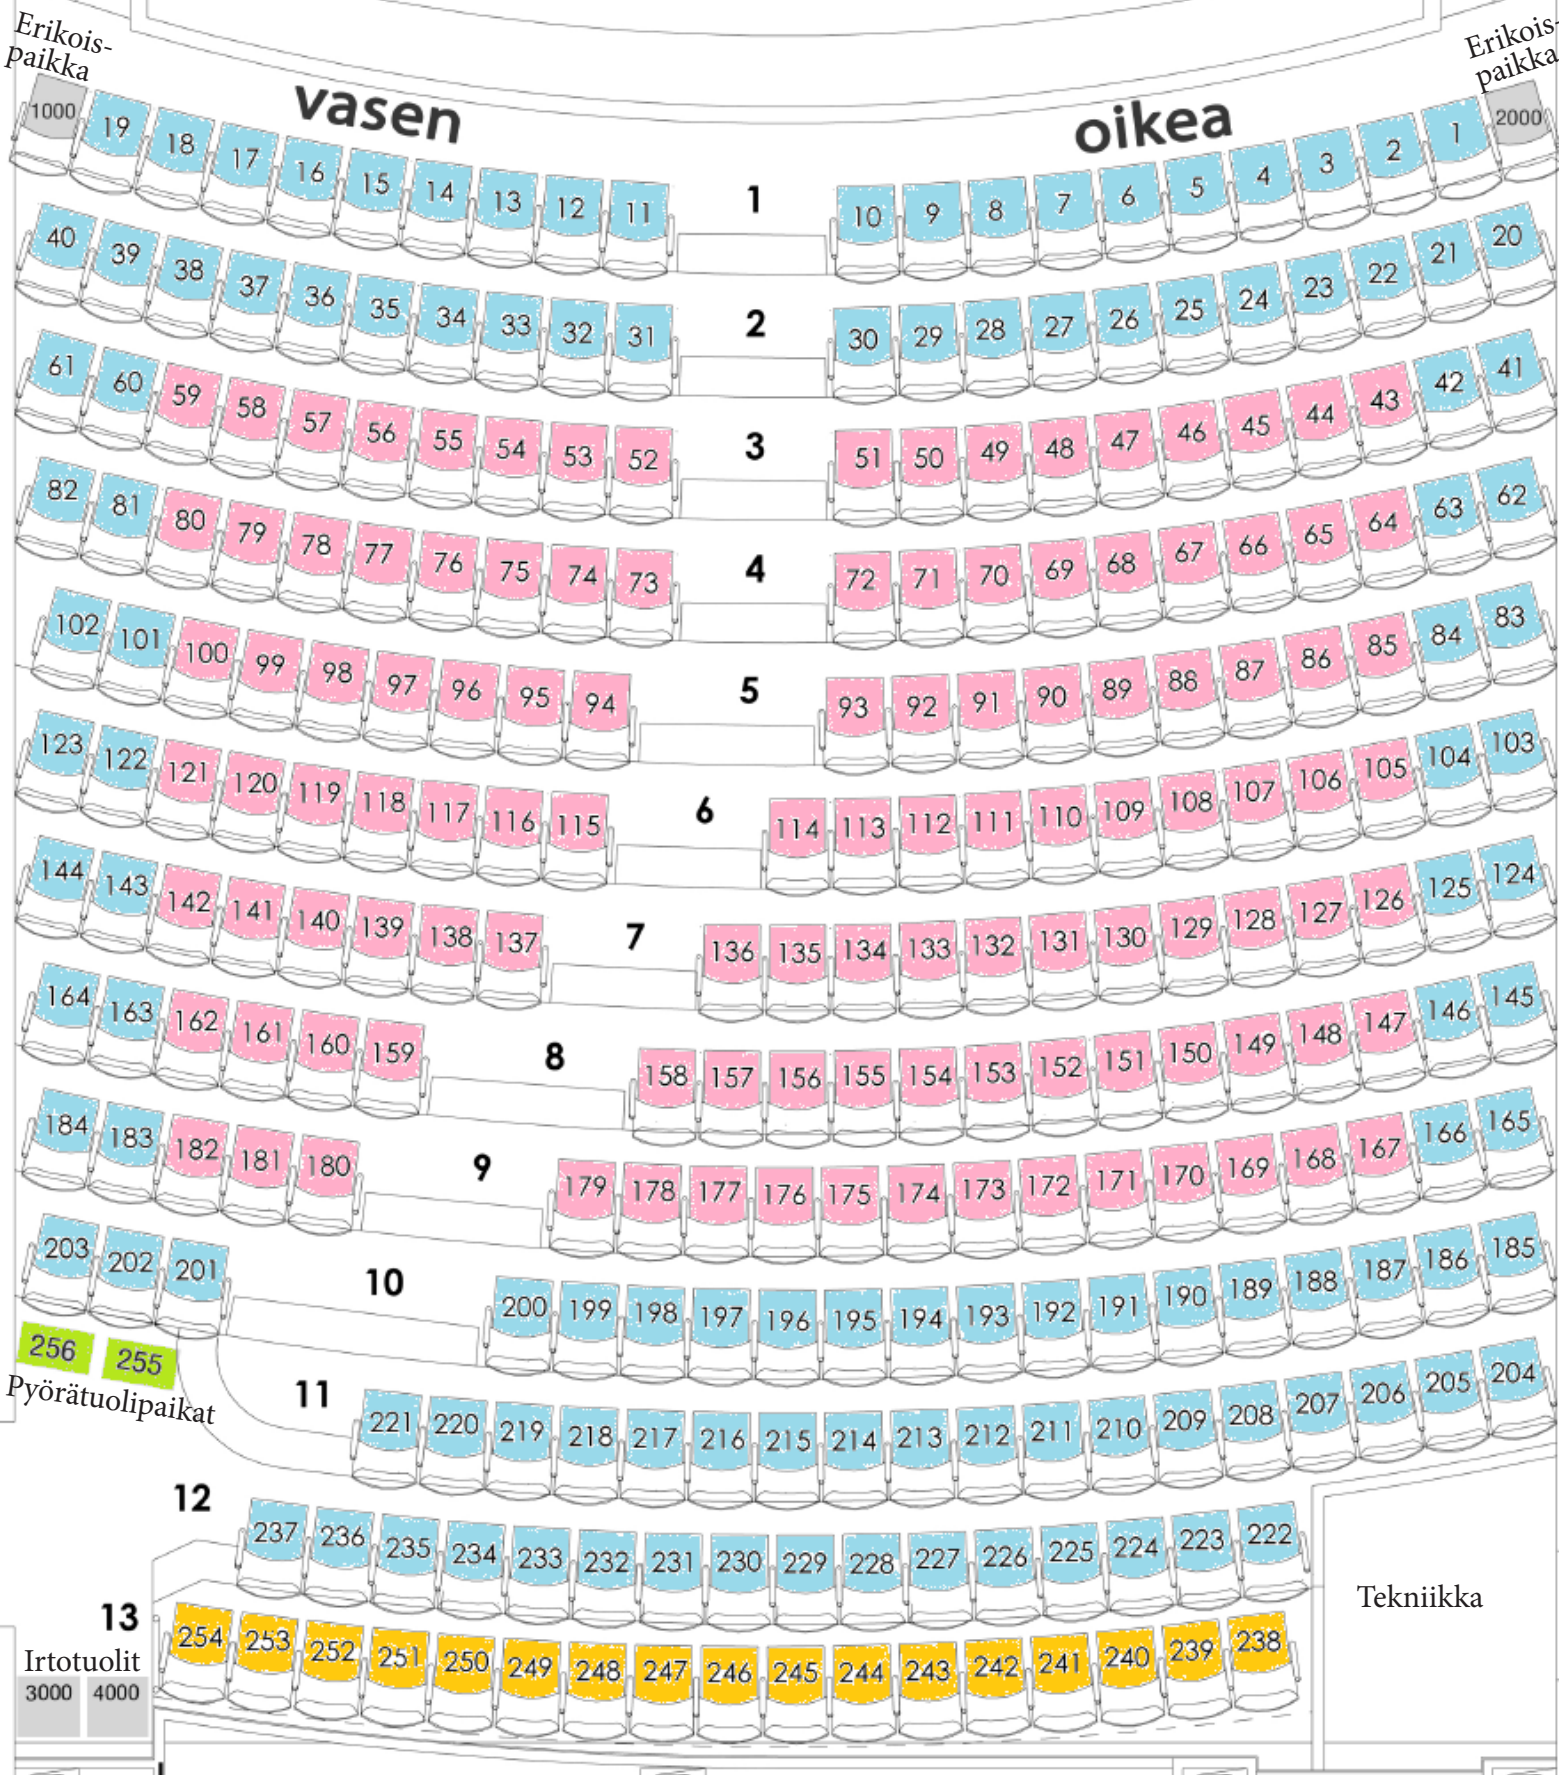 Erikois-
paikka
Erikois-
paikka
vasen
oikea
1000 19 18 17 16 15 14 13 12 11 1 10 9 8 7 6 5 4 3 2 1 2000
40 39 38 37 36 35 34 33 32 31 2 30 29 28 27 26 25 24 23 22 21 20
61 60 59 58 57 56 55 54 53 52 3 51 50 49 48 47 46 45 44 43 42 41
82 81 80 79 78 77 76 75 74 73 4 72 71 70 69 68 67 66 65 64 63 62
102 101 100 99 98 97 96 95 94 5 93 92 91 90 89 88 87 86 85 84 83
123 122 121 120 119 118 117 116 115 6 114 113 112 111 110 109 108 107 106 105 104 103
144 143 142 141 140 139 138 137 7 136 135 134 133 132 131 130 129 128 127 126 125 124
164 163 162 161 160 159 8 158 157 156 155 154 153 152 151 150 149 148 147 146 145
184 183 182 181 180 9 179 178 177 176 175 174 173 172 171 170 169 168 167 166 165
203 202 201 10 200 199 198 197 196 195 194 193 192 191 190 189 188 187 186 185
256 255
Pyörätuolipaikat
11 221 220 219 218 217 216 215 214 213 212 211 210 209 208 207 206 205 204
12 237 236 235 234 233 232 231 230 229 228 227 226 225 224 223 222
Tekniikka
13 254 253 252 251 250 249 248 247 246 245 244 243 242 241 240 239 238
Irtotuolit
3000 4000